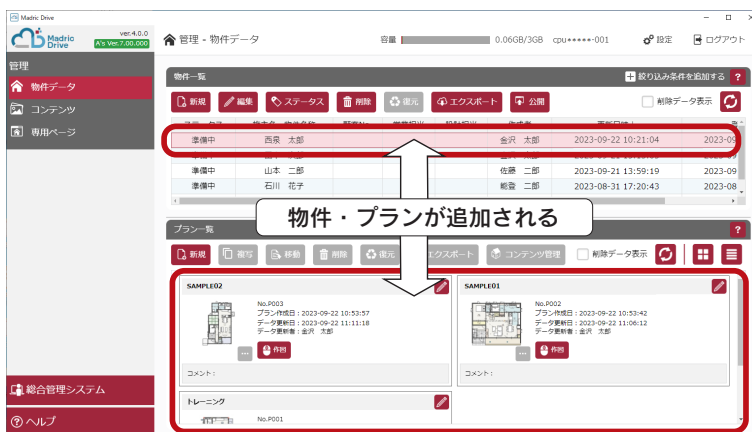 Madric Drive
Madric Drive ver.4.0.0 A's Ver.7.00.000
管理 - 物件データ 容量 0.06GB/3GB cpu*****-001 設定 ログアウト
管理
物件データ
コンテンツ
専用ページ
総合管理システム
ヘルプ
物件一覧 絞り込み条件を追加する ?
新規 編集 ステータス 削除 復元 エクスポート 公開 削除データ表示
準備中 西泉 太郎 金沢 太郎 2023-09-22 10:21:04 2023-09
準備中 山本 二郎 佐藤 二郎 2023-09-21 13:59:19 2023-09
準備中 石川 花子 能登 二郎 2023-08-31 17:20:43 2023-08
物件・プランが追加される
プラン一覧 ?
新規 複写 移動 削除 復元 エクスポート コンテンツ管理 削除データ表示
SAMPLE02
No.P003
プラン作成日：2023-09-22 10:53:57
データ更新日：2023-09-22 11:11:18
データ更新者：金沢 太郎
作図
コメント：
SAMPLE01
No.P002
プラン作成日：2023-09-22 10:53:42
データ更新日：2023-09-22 11:06:12
データ更新者：金沢 太郎
作図
コメント：
トレーニング
No.P001